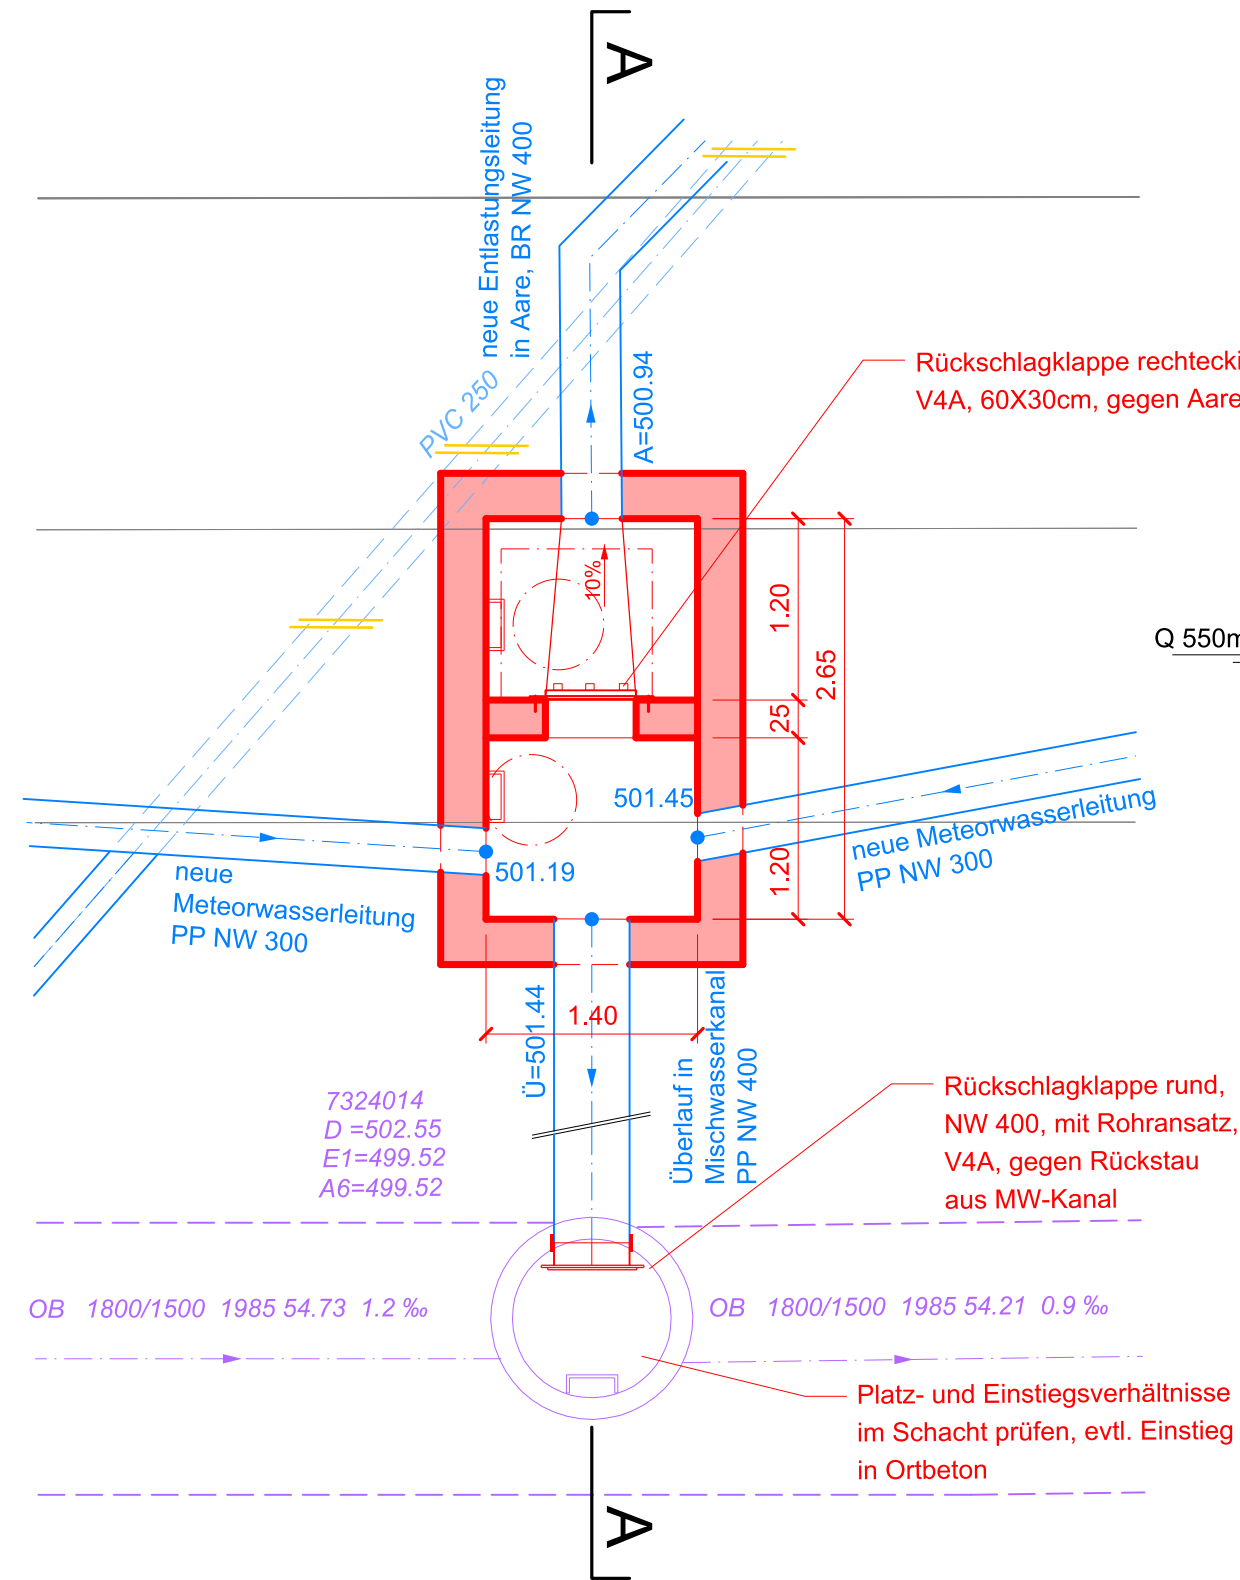 A
neue Entlastungsleitung
in Aare, BR NW 400
PVC 250
A=500.94
Rückschlagklappe rechtecki
V4A, 60X30cm, gegen Aare
10%
1.20
2.65
25
1.20
Q 550m
501.45
501.19
neue Meteorwasserleitung
PP NW 300
neue
Meteorwasserleitung
PP NW 300
1.40
Ü=501.44
Überlauf in
Mischwasserkanal
PP NW 400
7324014
D =502.55
E1=499.52
A6=499.52
Rückschlagklappe rund,
NW 400, mit Rohransatz,
V4A, gegen Rückstau
aus MW-Kanal
OB 1800/1500 1985 54.73 1.2 ‰
OB 1800/1500 1985 54.21 0.9 ‰
Platz- und Einstiegsverhältnisse
im Schacht prüfen, evtl. Einstieg
in Ortbeton
A